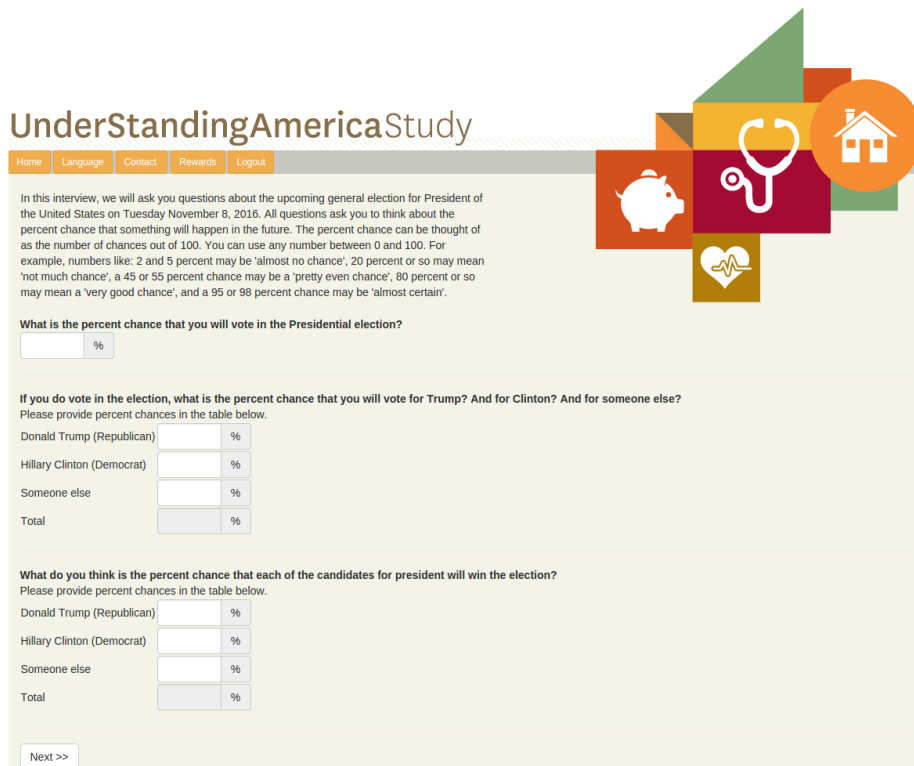 UnderStandingAmericaStudy
Home Language Contact Rewards Logout
In this interview, we will ask you questions about the upcoming general election for President of
the United States on Tuesday November 8, 2016. All questions ask you to think about the
percent chance that something will happen in the future. The percent chance can be thought of
as the number of chances out of 100. You can use any number between 0 and 100. For
example, numbers like: 2 and 5 percent may be 'almost no chance', 20 percent or so may mean
'not much chance', a 45 or 55 percent chance may be a 'pretty even chance', 80 percent or so
may mean a 'very good chance', and a 95 or 98 percent chance may be 'almost certain'.
What is the percent chance that you will vote in the Presidential election?
%
If you do vote in the election, what is the percent chance that you will vote for Trump? And for Clinton? And for someone else?
Please provide percent chances in the table below.
Donald Trump (Republican) %
Hillary Clinton (Democrat) %
Someone else %
Total %
What do you think is the percent chance that each of the candidates for president will win the election?
Please provide percent chances in the table below.
Donald Trump (Republican) %
Hillary Clinton (Democrat) %
Someone else %
Total %
Next >>